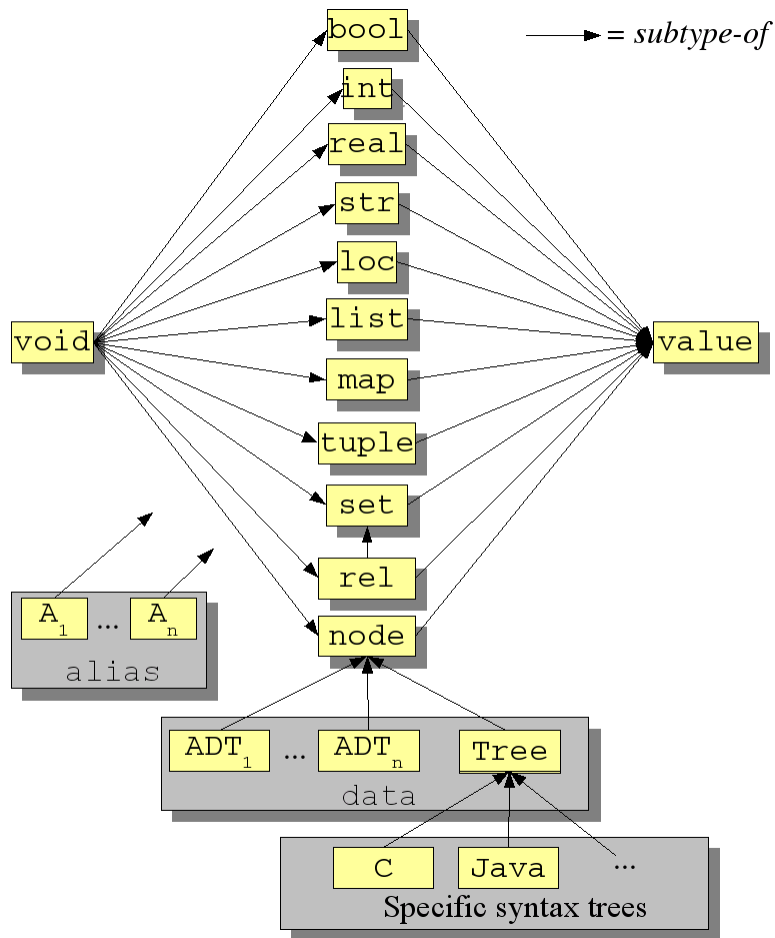 bool
= subtype-of
int
real
str
loc
list
void
value
map
tuple
set
rel
A1 ... An
node
alias
ADT1 ... ADTn
Tree
data
C
Java
...
Specific syntax trees